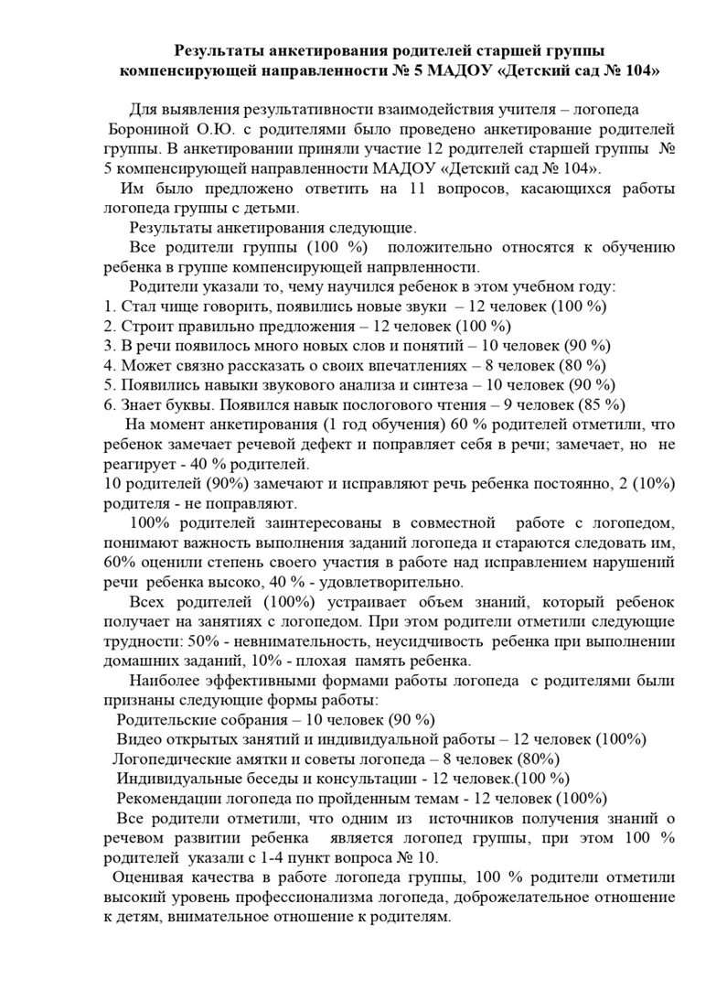 Результаты анкетирования родителей старшей группы
компенсирующей направленности № 5 МАДОУ «Детский сад № 104»
Для выявления результативности взаимодействия учителя – логопеда
Борониной О.Ю. с родителями было проведено анкетирование родителей
группы. В анкетировании приняли участие 12 родителей старшей группы №
5 компенсирующей направленности МАДОУ «Детский сад № 104».
Им было предложено ответить на 11 вопросов, касающихся работы
логопеда группы с детьми.
Результаты анкетирования следующие.
Все родители группы (100 %) положительно относятся к обучению
ребенка в группе компенсирующей напрвленности.
Родители указали то, чему научился ребенок в этом учебном году:
1. Стал чище говорить, появились новые звуки – 12 человек (100 %)
2. Строит правильно предложения – 12 человек (100 %)
3. В речи появилось много новых слов и понятий – 10 человек (90 %)
4. Может связно рассказать о своих впечатлениях – 8 человек (80 %)
5. Появились навыки звукового анализа и синтеза – 10 человек (90 %)
6. Знает буквы. Появился навык послогового чтения – 9 человек (85 %)
На момент анкетирования (1 год обучения) 60 % родителей отметили, что
ребенок замечает речевой дефект и поправляет себя в речи; замечает, но не
реагирует - 40 % родителей.
10 родителей (90%) замечают и исправляют речь ребенка постоянно, 2 (10%)
родителя - не поправляют.
100% родителей заинтересованы в совместной работе с логопедом,
понимают важность выполнения заданий логопеда и стараются следовать им,
60% оценили степень своего участия в работе над исправлением нарушений
речи ребенка высоко, 40 % - удовлетворительно.
Всех родителей (100%) устраивает объем знаний, который ребенок
получает на занятиях с логопедом. При этом родители отметили следующие
трудности: 50% - невнимательность, неусидчивость ребенка при выполнении
домашних заданий, 10% - плохая память ребенка.
Наиболее эффективными формами работы логопеда с родителями были
признаны следующие формы работы:
Родительские собрания – 10 человек (90 %)
Видео открытых занятий и индивидуальной работы – 12 человек (100%)
Логопедические амятки и советы логопеда – 8 человек (80%)
Индивидуальные беседы и консультации - 12 человек.(100 %)
Рекомендации логопеда по пройденным темам - 12 человек (100%)
Все родители отметили, что одним из источников получения знаний о
речевом развитии ребенка является логопед группы, при этом 100 %
родителей указали с 1-4 пункт вопроса № 10.
Оценивая качества в работе логопеда группы, 100 % родители отметили
высокий уровень профессионализма логопеда, доброжелательное отношение
к детям, внимательное отношение к родителям.